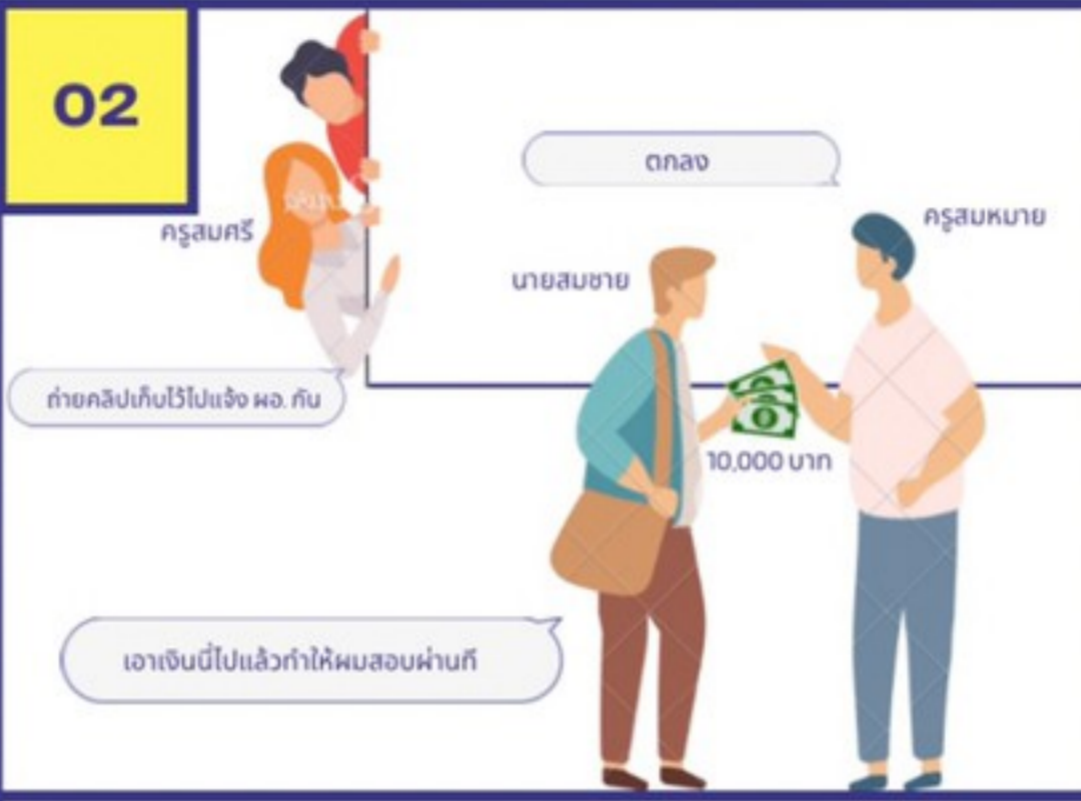 02
ตกลง
ครูสมหมาย
ครูสมศรี
นายสมชาย
ถ่ายคลิปเก็บไว้ไปแจ้ง ผอ. กัน
10,000 บาท
เอาเงินนี่ไปแล้วทำให้ผมสอบผ่านที